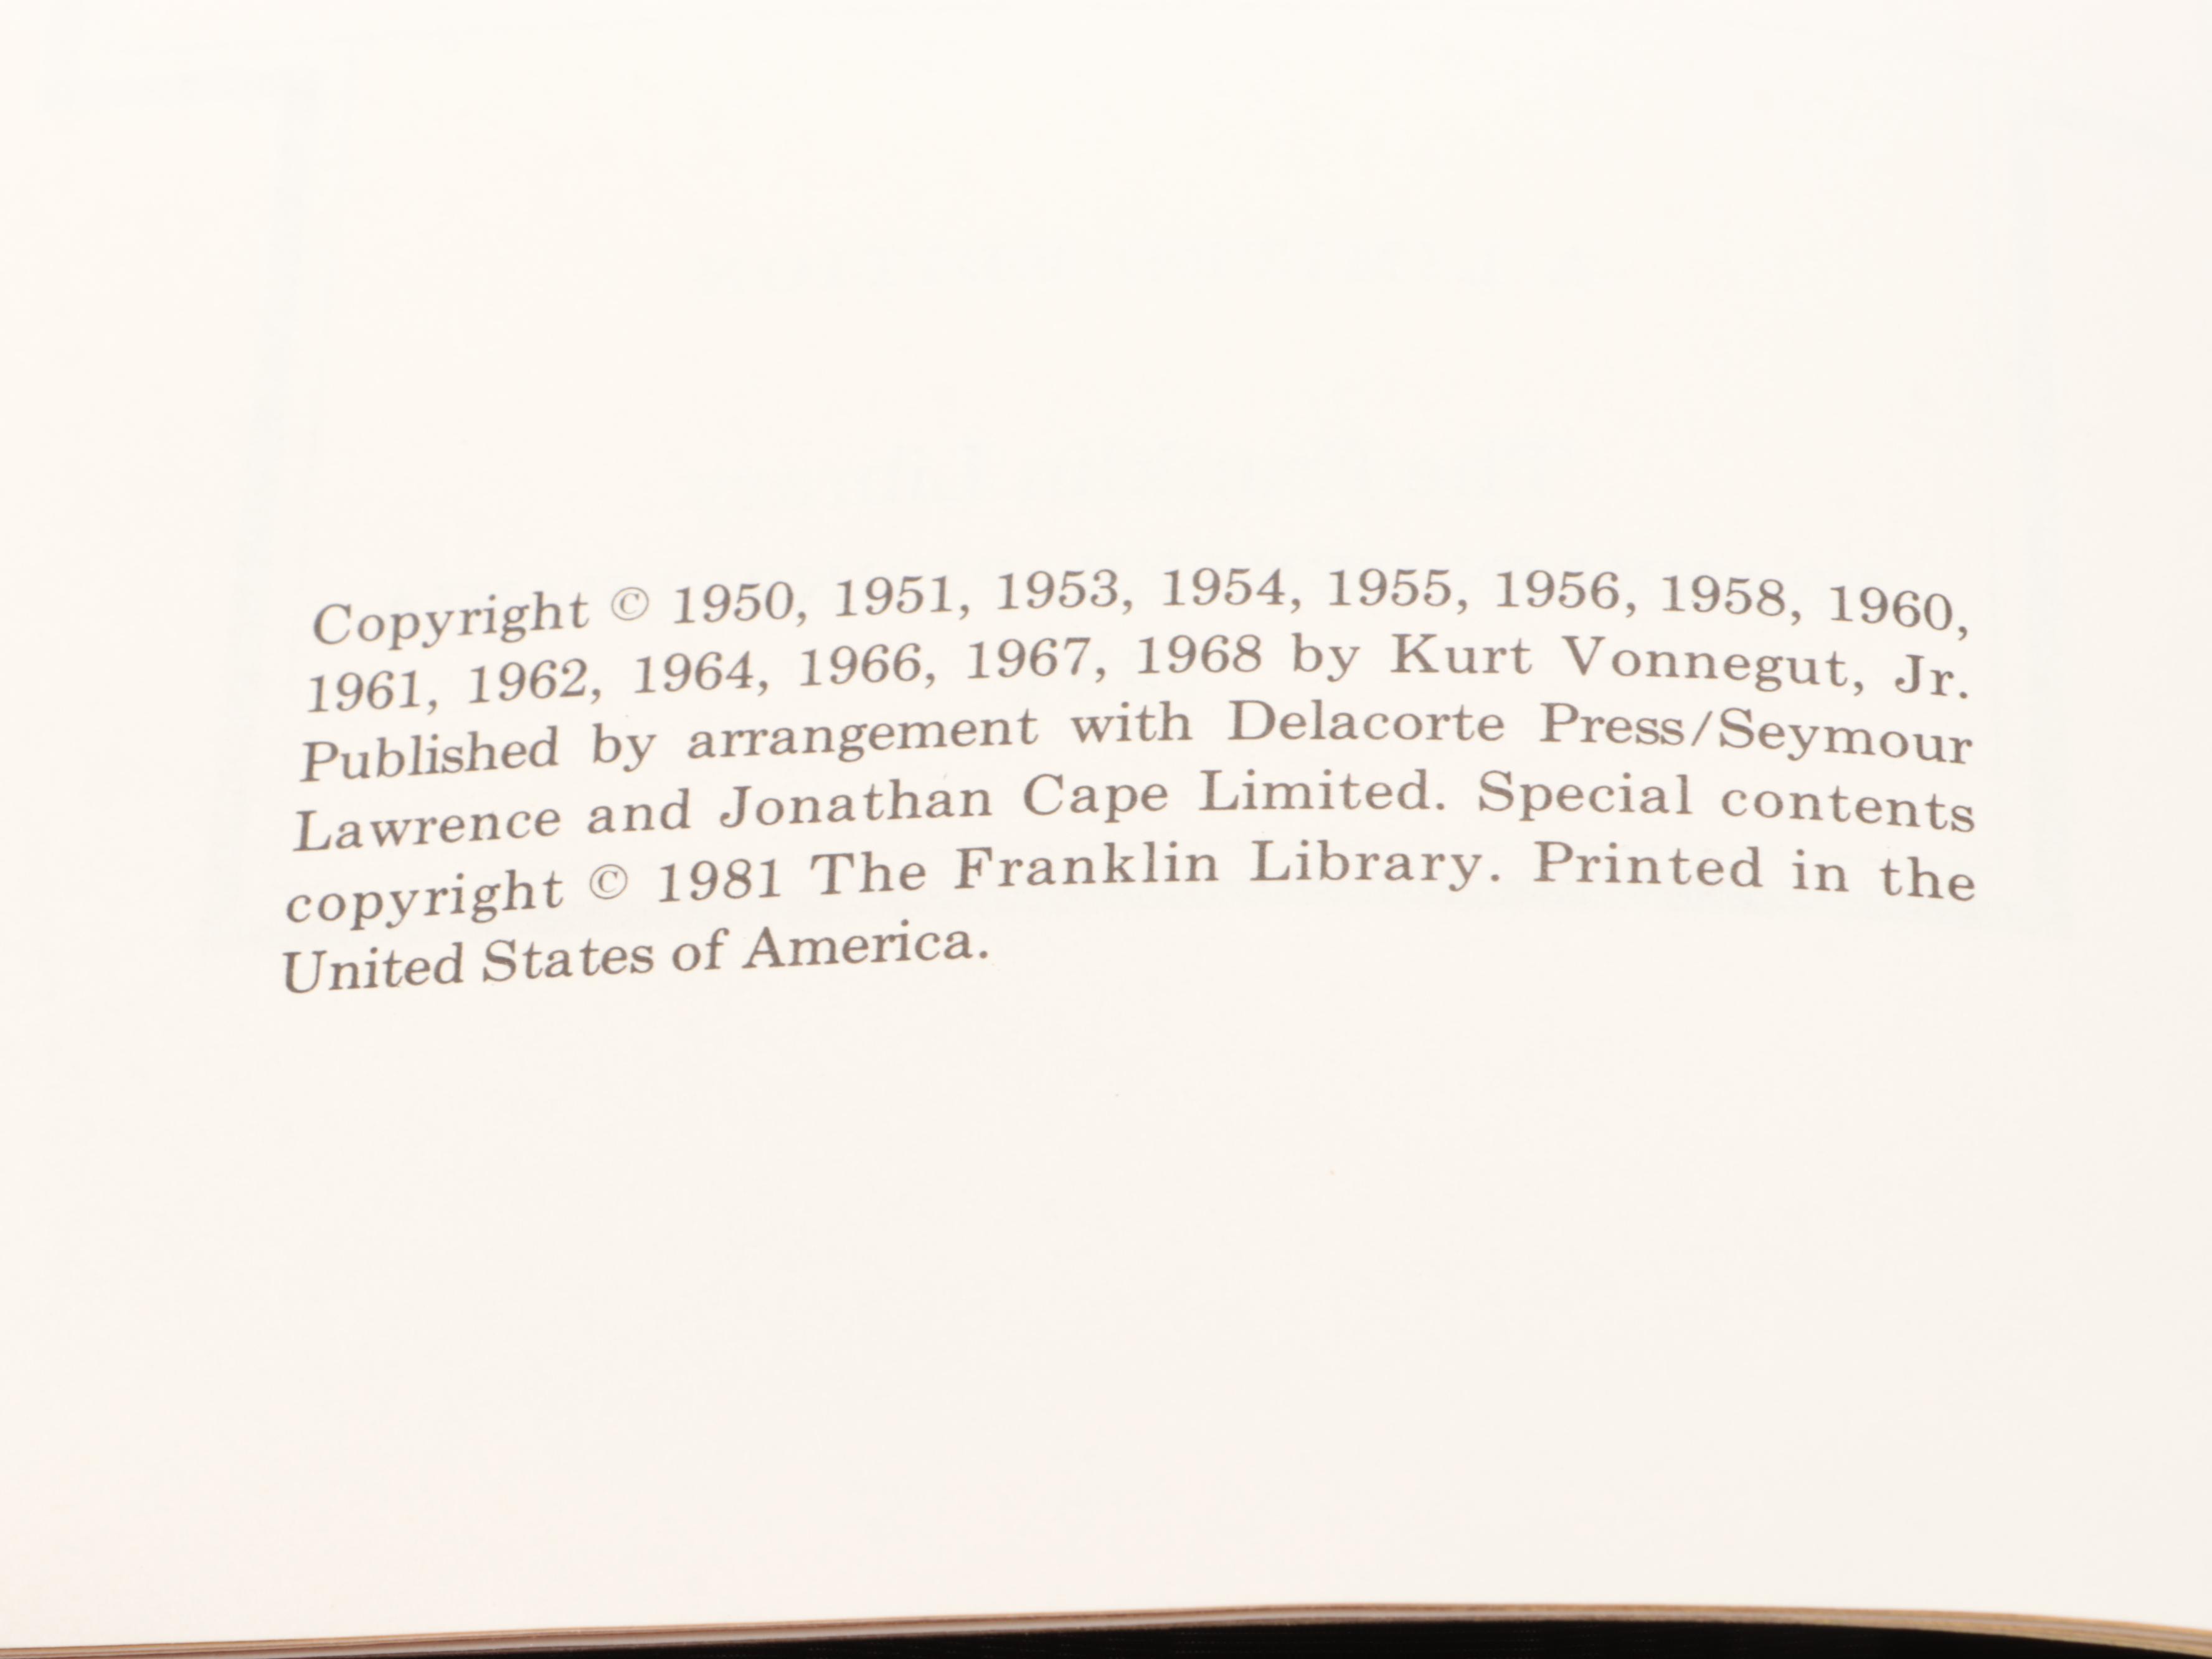 Copyright © 1950, 1951, 1953, 1954, 1955, 1956, 1958, 1960,
1961, 1962, 1964, 1966, 1967, 1968 by Kurt Vonnegut, Jr.
Published by arrangement with Delacorte Press/Seymour
Lawrence and Jonathan Cape Limited. Special contents
copyright © 1981 The Franklin Library. Printed in the
United States of America.